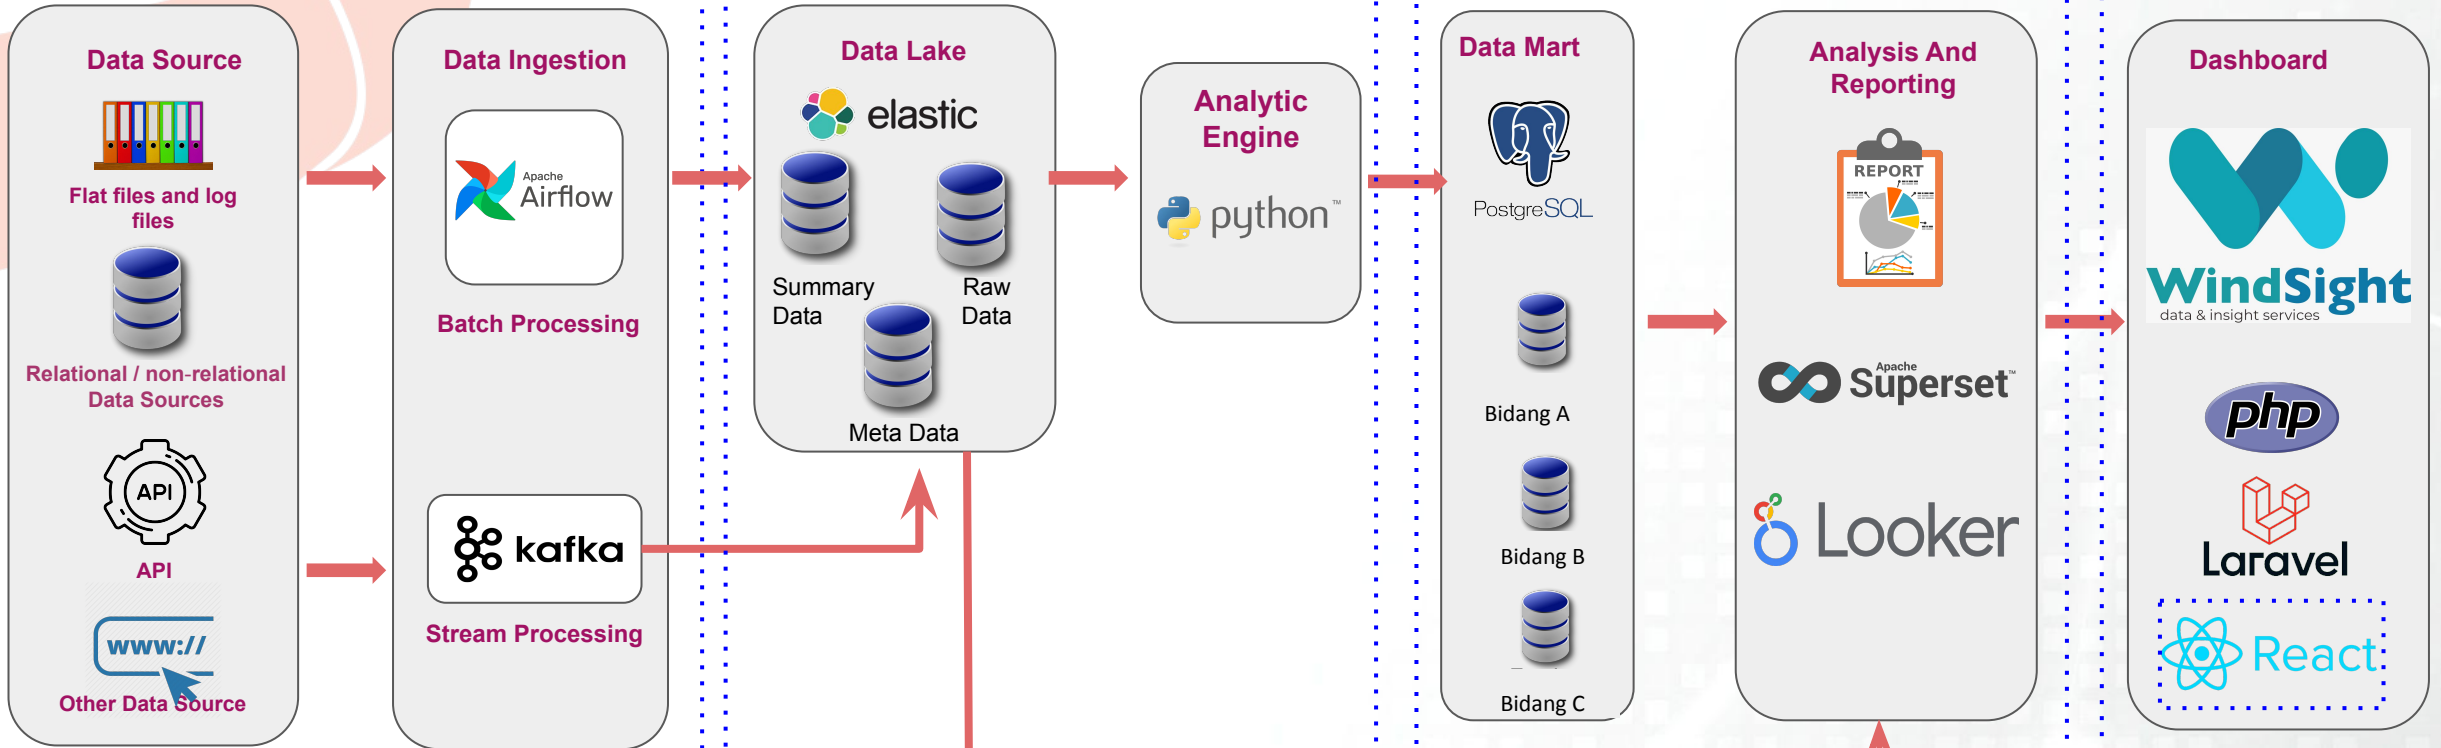 Data Source
Flat files and log
files
Relational / non-relational
Data Sources
API
API
www://
Other Data Source
Data Ingestion
Apache
Airflow
Batch Processing
kafka
Stream Processing
Data Lake
elastic
Summary
Data
Raw
Data
Meta Data
Analytic
Engine
python™
Data Mart
PostgreSQL
Bidang A
Bidang B
Bidang C
Analysis And
Reporting
REPORT
Apache
Superset™
Looker
Dashboard
WindSight
data & insight services
php
Laravel
React